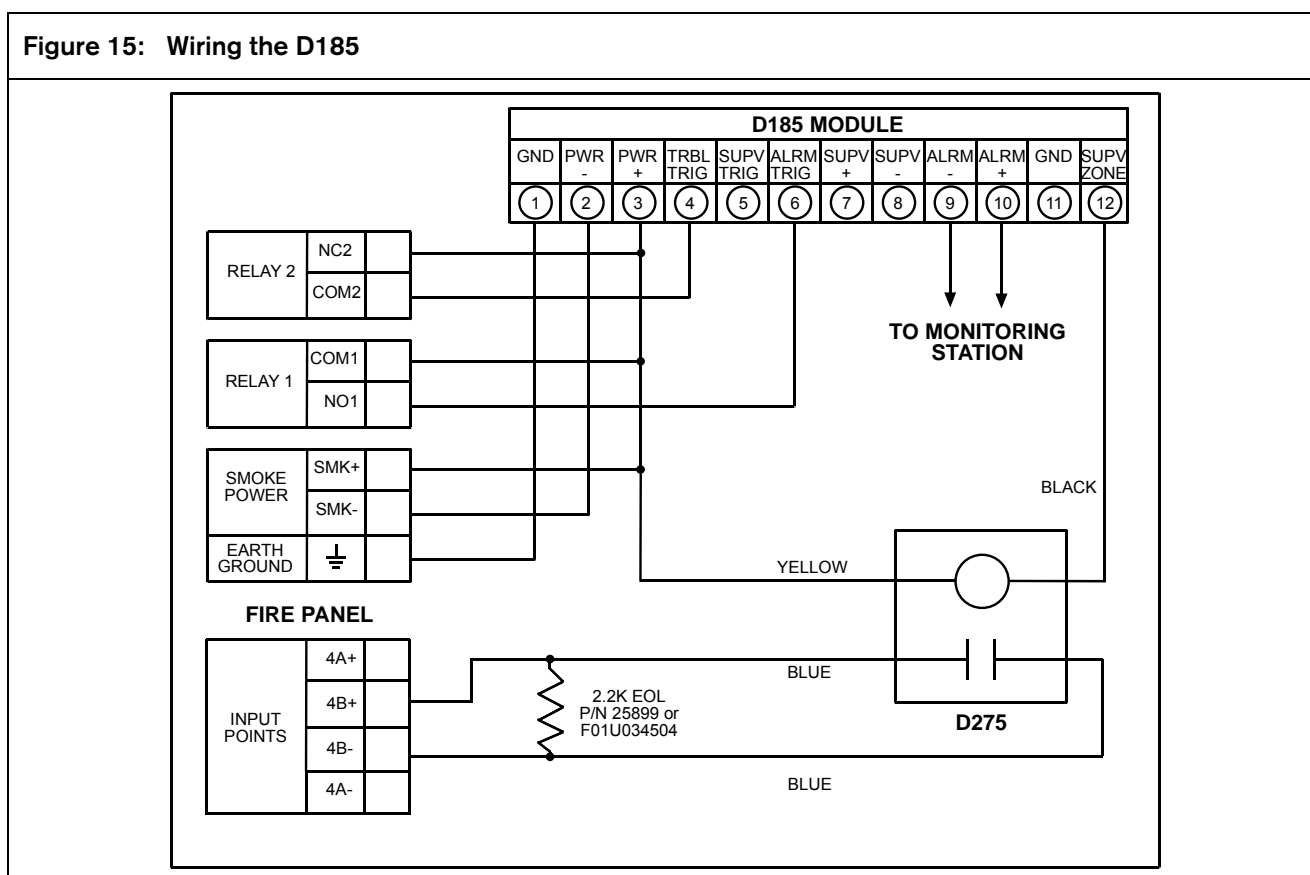 Figure 15: Wiring the D185
D185 MODULE
GND PWR PWR TRBL SUPV ALRM SUPV SUPV ALRM ALRM GND SUPV
- + TRIG TRIG TRIG + - - + ZONE
1 2 3 4 5 6 7 8 9 10 11 12
RELAY 2
NC2
COM2
RELAY 1
COM1
NO1
TO MONITORING
STATION
SMOKE
POWER
SMK+
SMK-
EARTH
GROUND
BLACK
YELLOW
FIRE PANEL
INPUT
POINTS
4A+
4B+
4B-
4A-
2.2K EOL
P/N 25899 or
F01U034504
BLUE
D275
BLUE